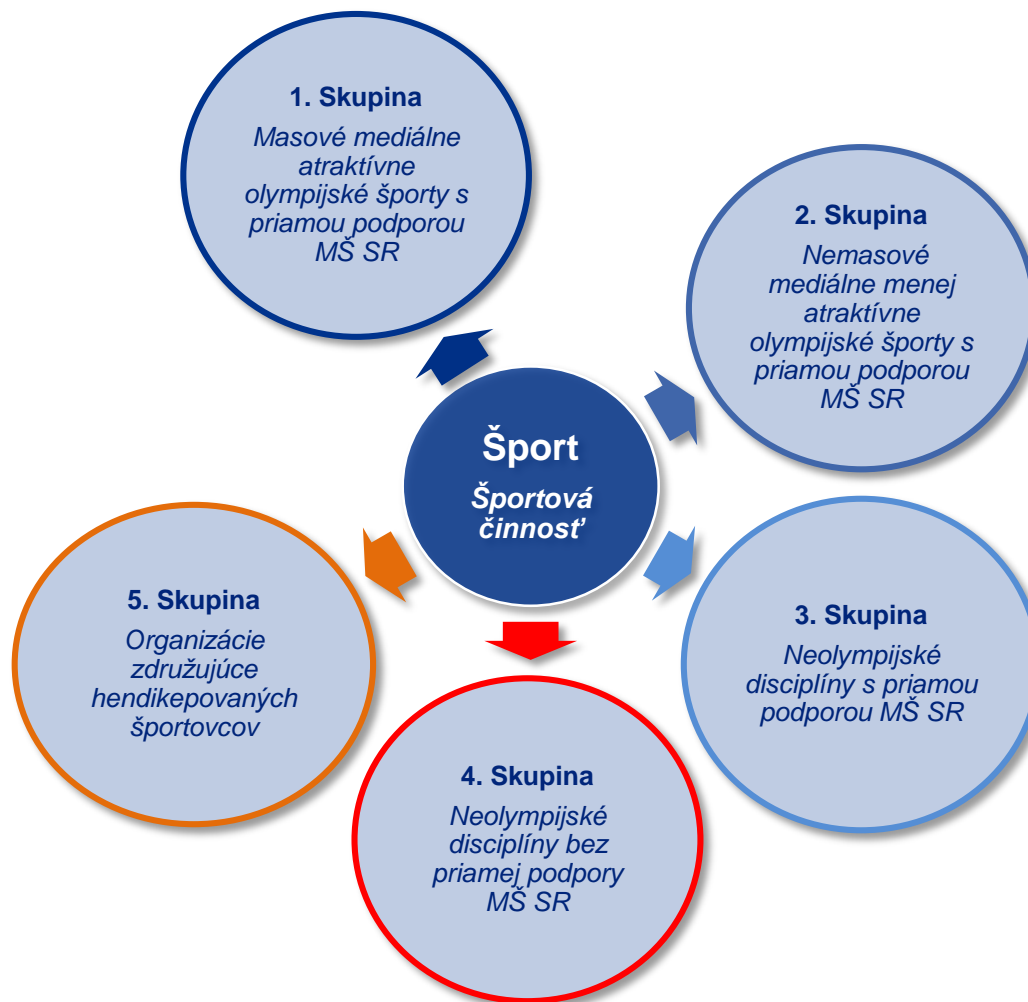 1. Skupina
Masové mediálne
atraktívne
olympijské športy s
priamou podporou
MŠ SR
2. Skupina
Nemasové
mediálne menej
atraktívne
olympijské športy s
priamou podporou
MŠ SR
Šport
Športová
činnosť
3. Skupina
Neolympijské
disciplíny s priamou
podporou MŠ SR
4. Skupina
Neolympijské
disciplíny bez
priamej podpory
MŠ SR
5. Skupina
Organizácie
združujúce
hendikepovaných
športovcov